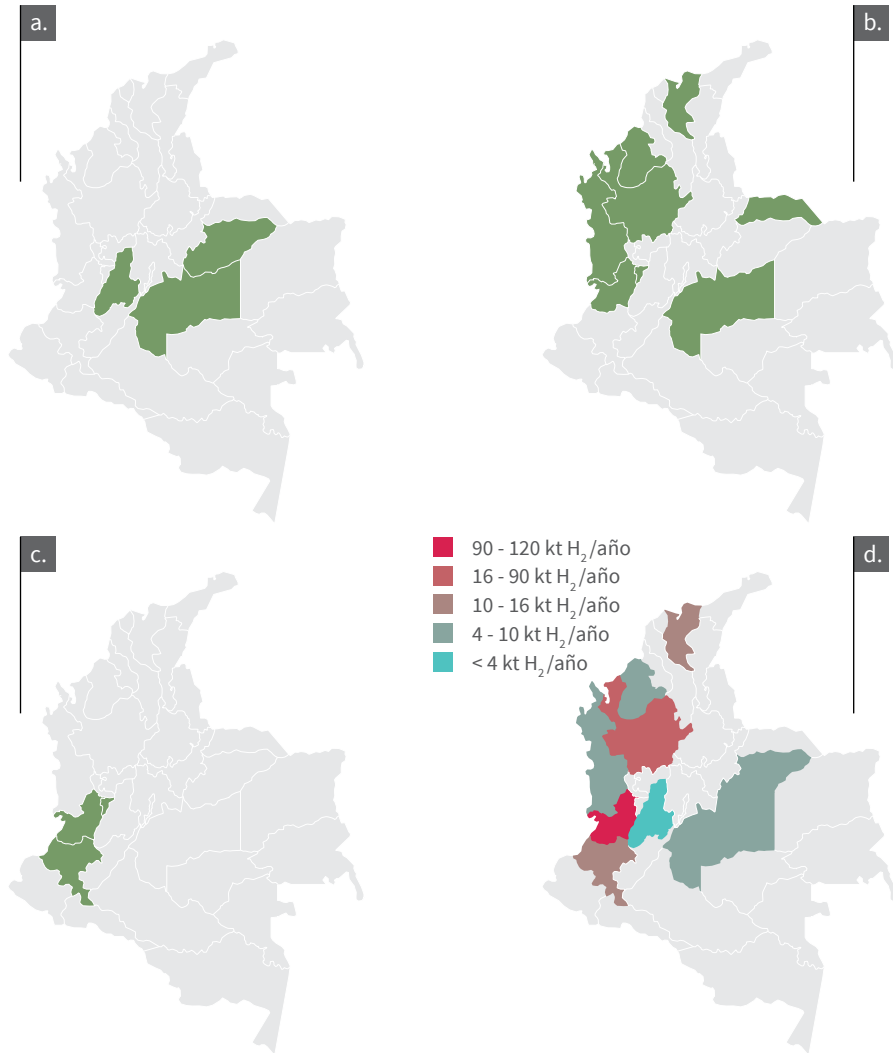 a.
b.
c.
d.
90 - 120 kt H₂/año
16 - 90 kt H₂/año
10 - 16 kt H₂/año
4 - 10 kt H₂/año
< 4 kt H₂/año